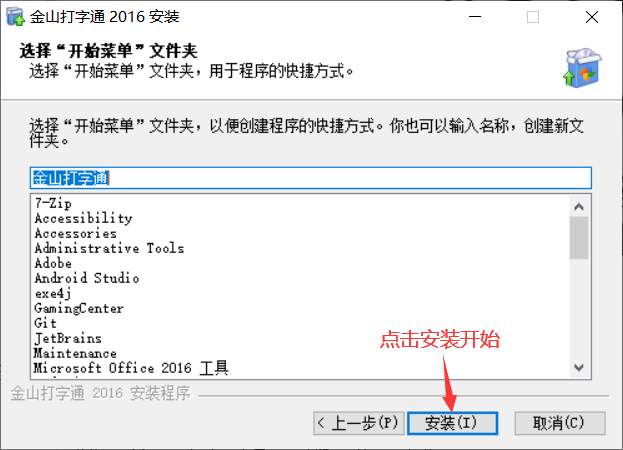 金山打字通 2016 安装
选择“开始菜单”文件夹
选择“开始菜单”文件夹，用于程序的快捷方式。
选择“开始菜单”文件夹，以便创建程序的快捷方式。你也可以输入名称，创建新文
件夹。
金山打字通
7-Zip
Accessibility
Accessories
Administrative Tools
Adobe
Android Studio
exe4j
GamingCenter
Git
JetBrains
Maintenance
Microsoft Office 2016 工具
点击安装开始
金山打字通 2016 安装程序
< 上一步(P)
安装(I)
取消(C)